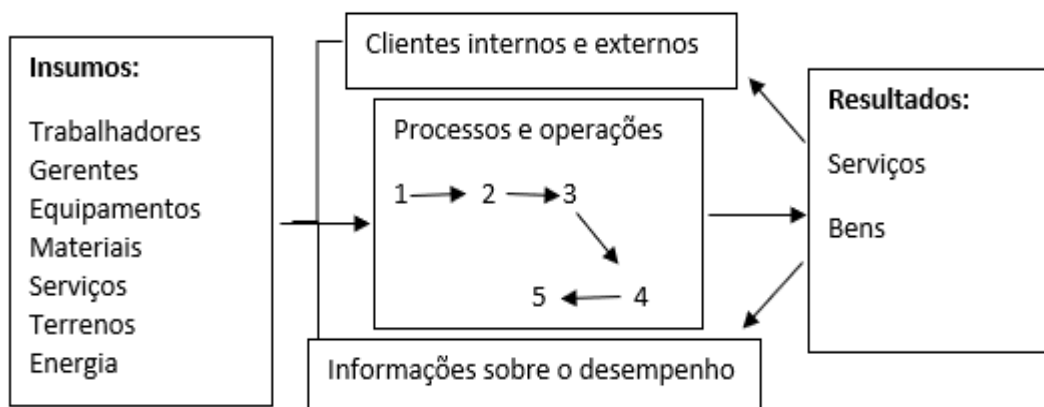 Insumos:
Trabalhadores
Gerentes
Equipamentos
Materiais
Serviços
Terrenos
Energia
Clientes internos e externos
Processos e operações
1 2 3
5 4
Informações sobre o desempenho
Resultados:
Serviços
Bens